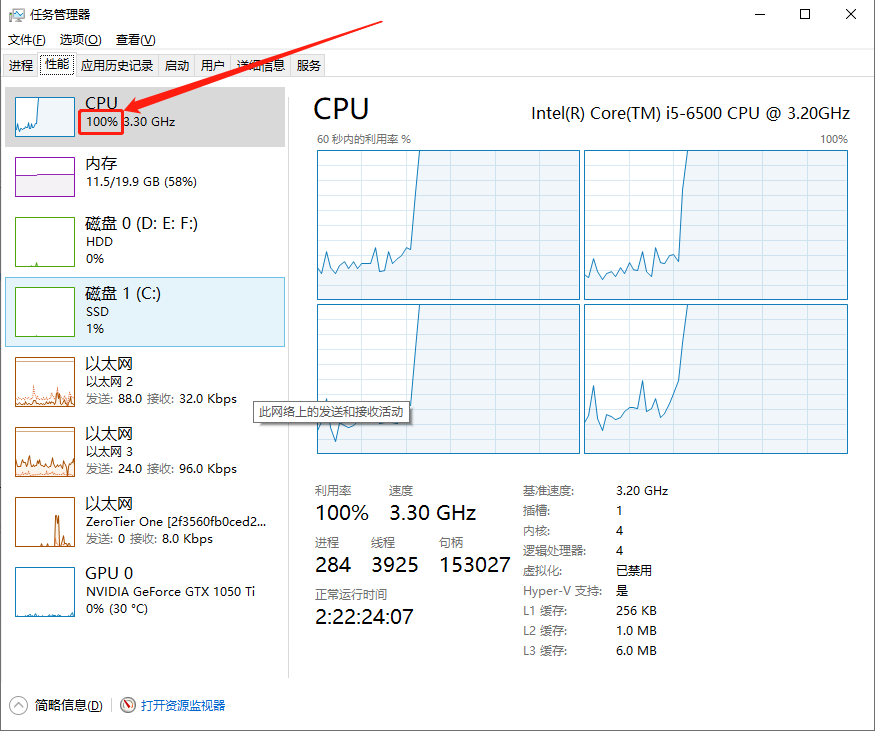 任务管理器
文件(F) 选项(O) 查看(V)
进程 性能 应用历史记录 启动 用户 详细信息 服务
CPU
100% 3.30 GHz
内存
11.5/19.9 GB (58%)
磁盘 0 (D: E: F:)
HDD
0%
磁盘 1 (C:)
SSD
1%
以太网
以太网 2
发送: 88.0 接收: 32.0 Kbps
以太网
以太网 3
发送: 24.0 接收: 96.0 Kbps
以太网
ZeroTier One [2f3560fb0ced2...
发送: 0 接收: 8.0 Kbps
GPU 0
NVIDIA GeForce GTX 1050 Ti
0% (30 °C)
CPU Intel(R) Core(TM) i5-6500 CPU @ 3.20GHz
60 秒内的利用率 % 100%
此网络上的发送和接收活动
利用率 速度
100% 3.30 GHz
进程 线程 句柄
284 3925 153027
正常运行时间
2:22:24:07
基准速度: 3.20 GHz
插槽: 1
内核: 4
逻辑处理器: 4
虚拟化: 已禁用
Hyper-V 支持: 是
L1 缓存: 256 KB
L2 缓存: 1.0 MB
L3 缓存: 6.0 MB
简略信息(D) 打开资源监视器